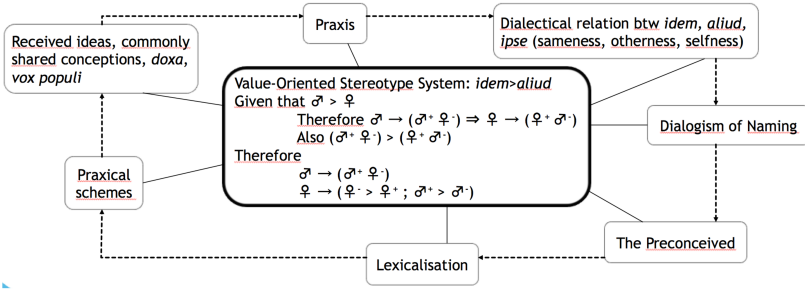 Praxis
Dialectical relation btw idem, aliud,
ipse (sameness, otherness, selfness)
Received ideas, commonly
shared conceptions, doxa,
vox populi
Value-Oriented Stereotype System: idem>aliud
Given that ♂ > ♀
Therefore ♂ → (♂⁺ ♀⁻) ⇒ ♀ → (♀⁺ ♂⁻)
Also (♂⁺ ♀⁻) > (♀⁺ ♂⁻)
Therefore
♂ → (♂⁺ ♀⁻)
♀ → (♀⁻ > ♀⁺ ; ♂⁺ > ♂⁻)
Dialogism of Naming
Praxical
schemes
The Preconceived
Lexicalisation